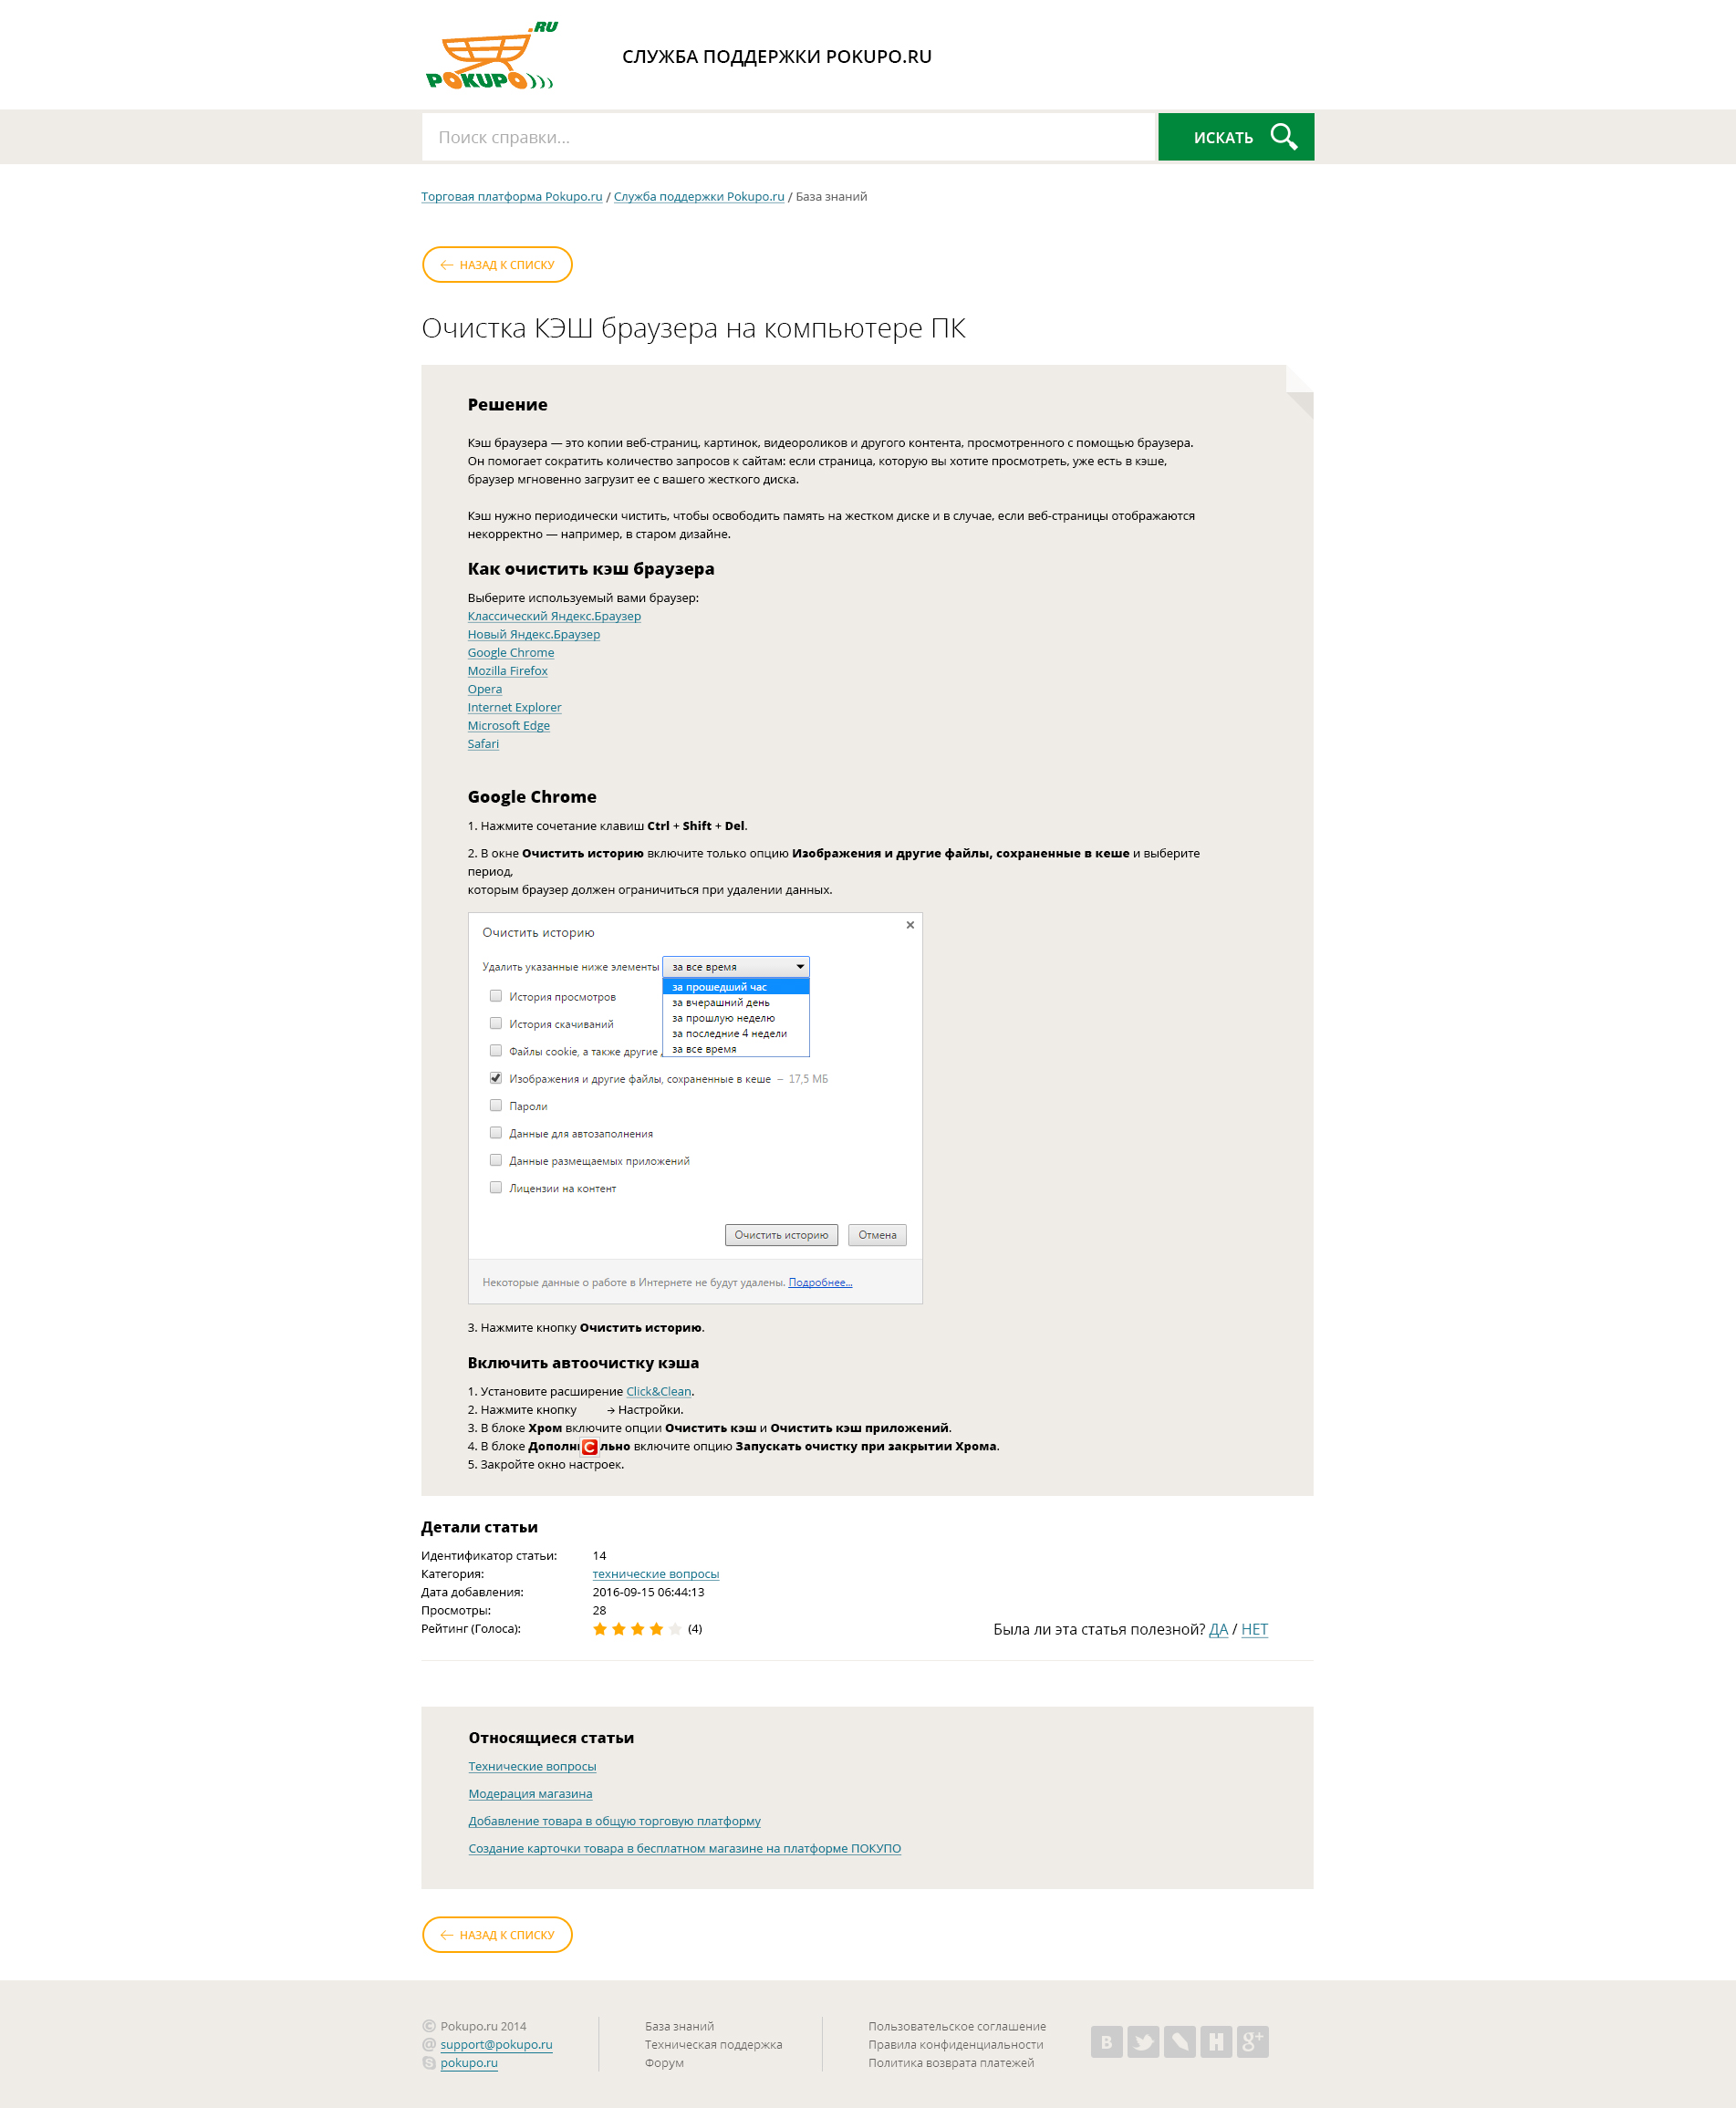 .RU
POKUPO
СЛУЖБА ПОДДЕРЖКИ POKUPO.RU
Поиск справки...
ИСКАТЬ
Торговая платформа Pokupo.ru / Служба поддержки Pokupo.ru / База знаний
НАЗАД К СПИСКУ
Очистка КЭШ браузера на компьютере ПК
Решение
Кэш браузера — это копии веб-страниц, картинок, видеороликов и другого контента, просмотренного с помощью браузера.
Он помогает сократить количество запросов к сайтам: если страница, которую вы хотите просмотреть, уже есть в кэше,
браузер мгновенно загрузит ее с вашего жесткого диска.
Кэш нужно периодически чистить, чтобы освободить память на жестком диске и в случае, если веб-страницы отображаются
некорректно — например, в старом дизайне.
Как очистить кэш браузера
Выберите используемый вами браузер:
Классический Яндекс.Браузер
Новый Яндекс.Браузер
Google Chrome
Mozilla Firefox
Opera
Internet Explorer
Microsoft Edge
Safari
Google Chrome
1. Нажмите сочетание клавиш Ctrl + Shift + Del.
2. В окне Очистить историю включите только опцию Изображения и другие файлы, сохраненные в кеше и выберите
период,
которым браузер должен ограничиться при удалении данных.
Очистить историю
Удалить указанные ниже элементы за все время
за прошедший час
за вчерашний день
за прошлую неделю
за последние 4 недели
за все время
История просмотров
История скачиваний
Файлы cookie, а также другие
Изображения и другие файлы, сохраненные в кеше – 17,5 МБ
Пароли
Данные для автозаполнения
Данные размещаемых приложений
Лицензии на контент
Очистить историю Отмена
Некоторые данные о работе в Интернете не будут удалены. Подробнее...
3. Нажмите кнопку Очистить историю.
Включить автоочистку кэша
1. Установите расширение Click&Clean.
2. Нажмите кнопку → Настройки.
3. В блоке Хром включите опции Очистить кэш и Очистить кэш приложений.
4. В блоке Дополн льно включите опцию Запускать очистку при закрытии Хрома.
5. Закройте окно настроек.
Детали статьи
Идентификатор статьи: 14
Категория: технические вопросы
Дата добавления: 2016-09-15 06:44:13
Просмотры: 28
Рейтинг (Голоса): (4)
Была ли эта статья полезной? ДА / НЕТ
Относящиеся статьи
Технические вопросы
Модерация магазина
Добавление товара в общую торговую платформу
Создание карточки товара в бесплатном магазине на платформе ПОКУПО
НАЗАД К СПИСКУ
© Pokupo.ru 2014
@ support@pokupo.ru
pokupo.ru
База знаний
Техническая поддержка
Форум
Пользовательское соглашение
Правила конфиденциальности
Политика возврата платежей